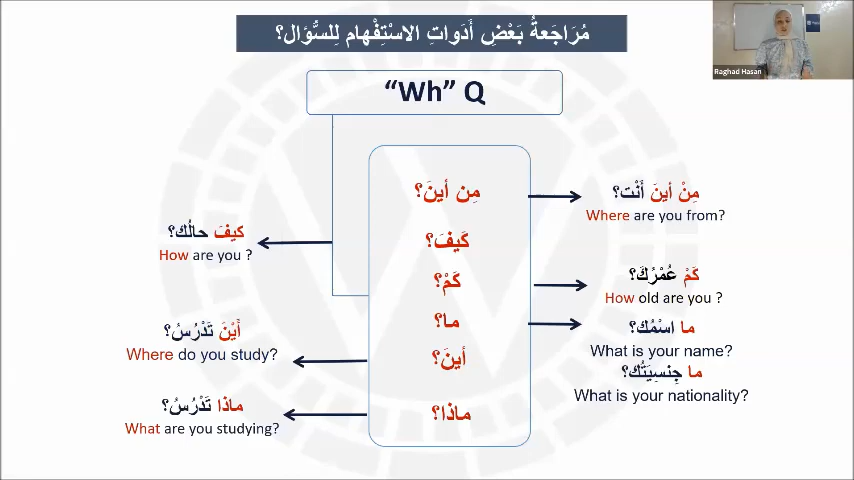 مُرَاجَعةُ بَعْضِ أَدَواتِ الاسْتِفْهام لِلسُّؤال؟
Raghad Hasan
“Wh” Q
مِن أينَ؟
كَيفَ؟
كَمْ؟
ما؟
أينَ؟
ماذا؟
مِنْ أينَ أَنْت؟
Where are you from?
كيفَ حالُك؟
How are you ?
كَمْ عُمْرُكَ؟
How old are you ?
ما اسْمُك؟
What is your name?
ما جِنسِيَتُّك؟
What is your nationality?
أَيْنَ تَدْرُسُ؟
Where do you study?
ماذا تَدْرُسُ؟
What are you studying?